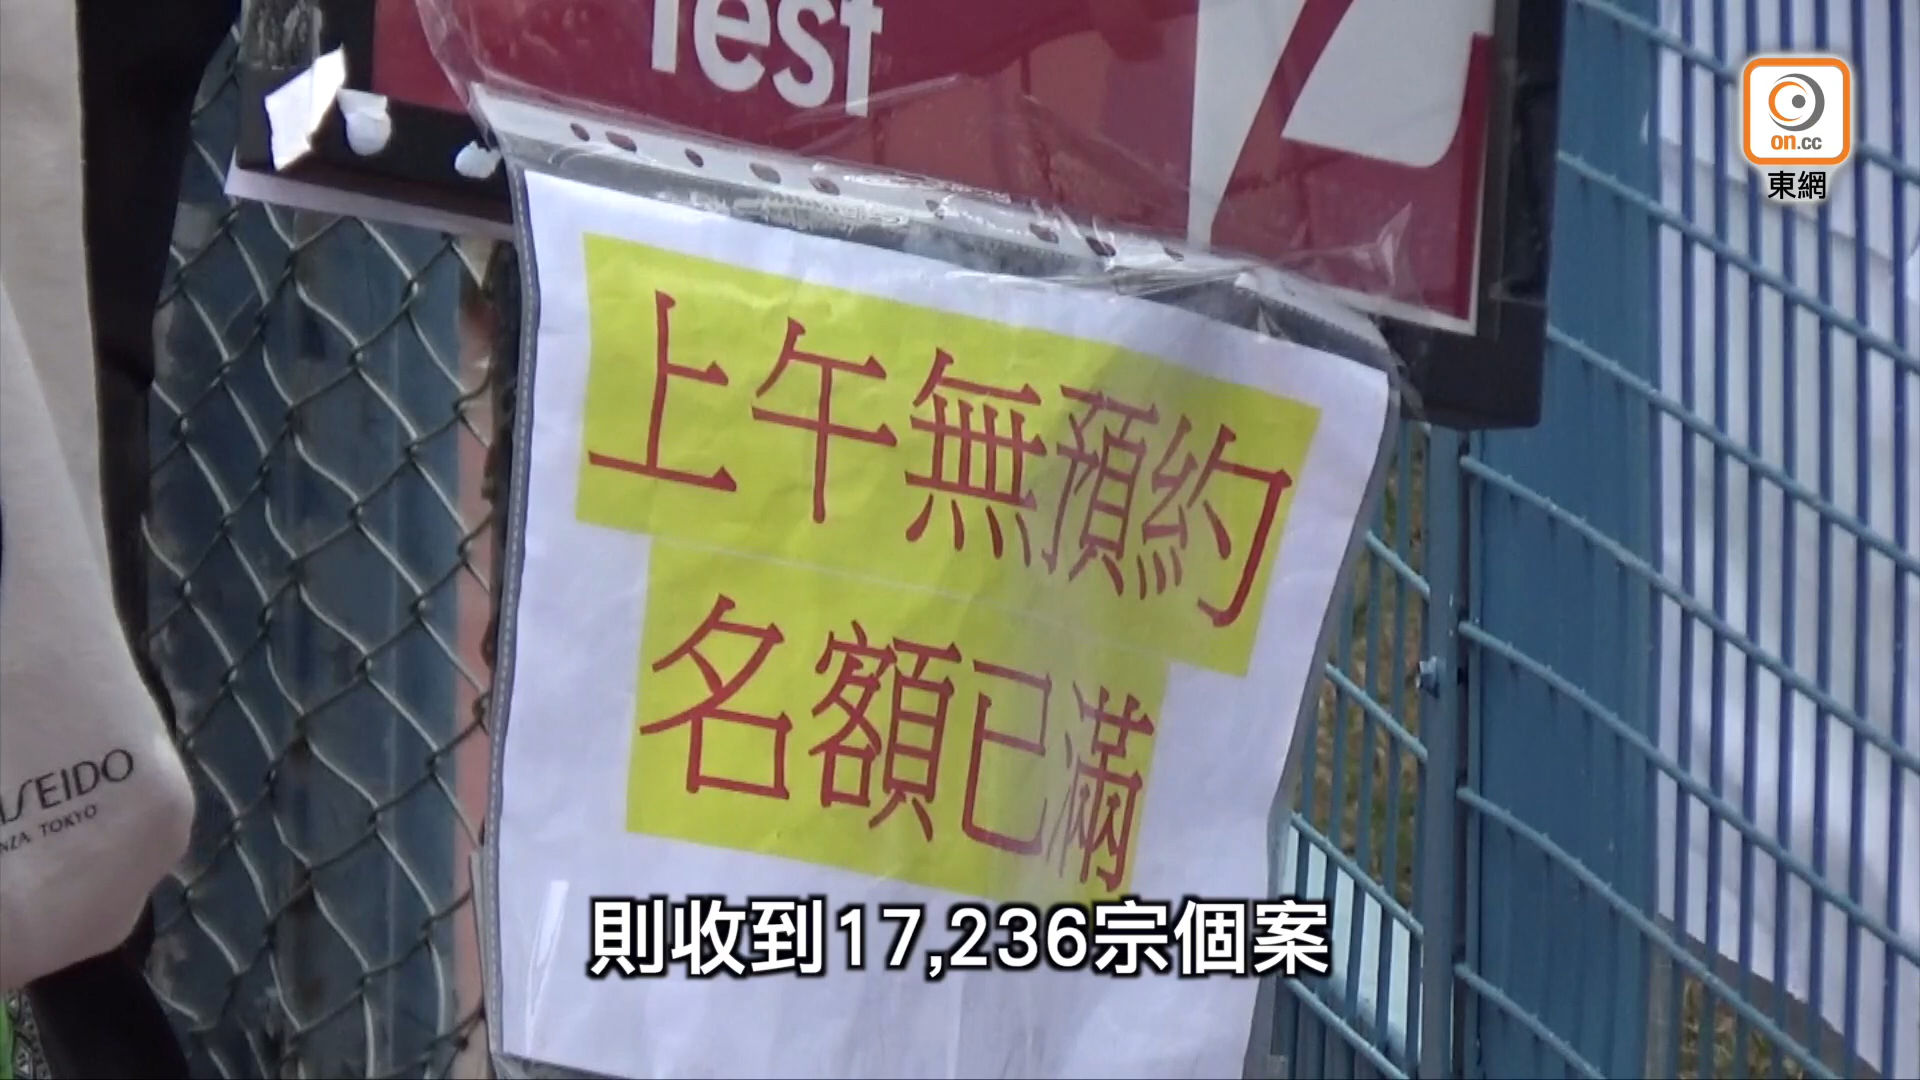 Test
on.cc
東網
上午無預約
名額已滿
SEIDO
NZA TOKYO
則收到17,236宗個案